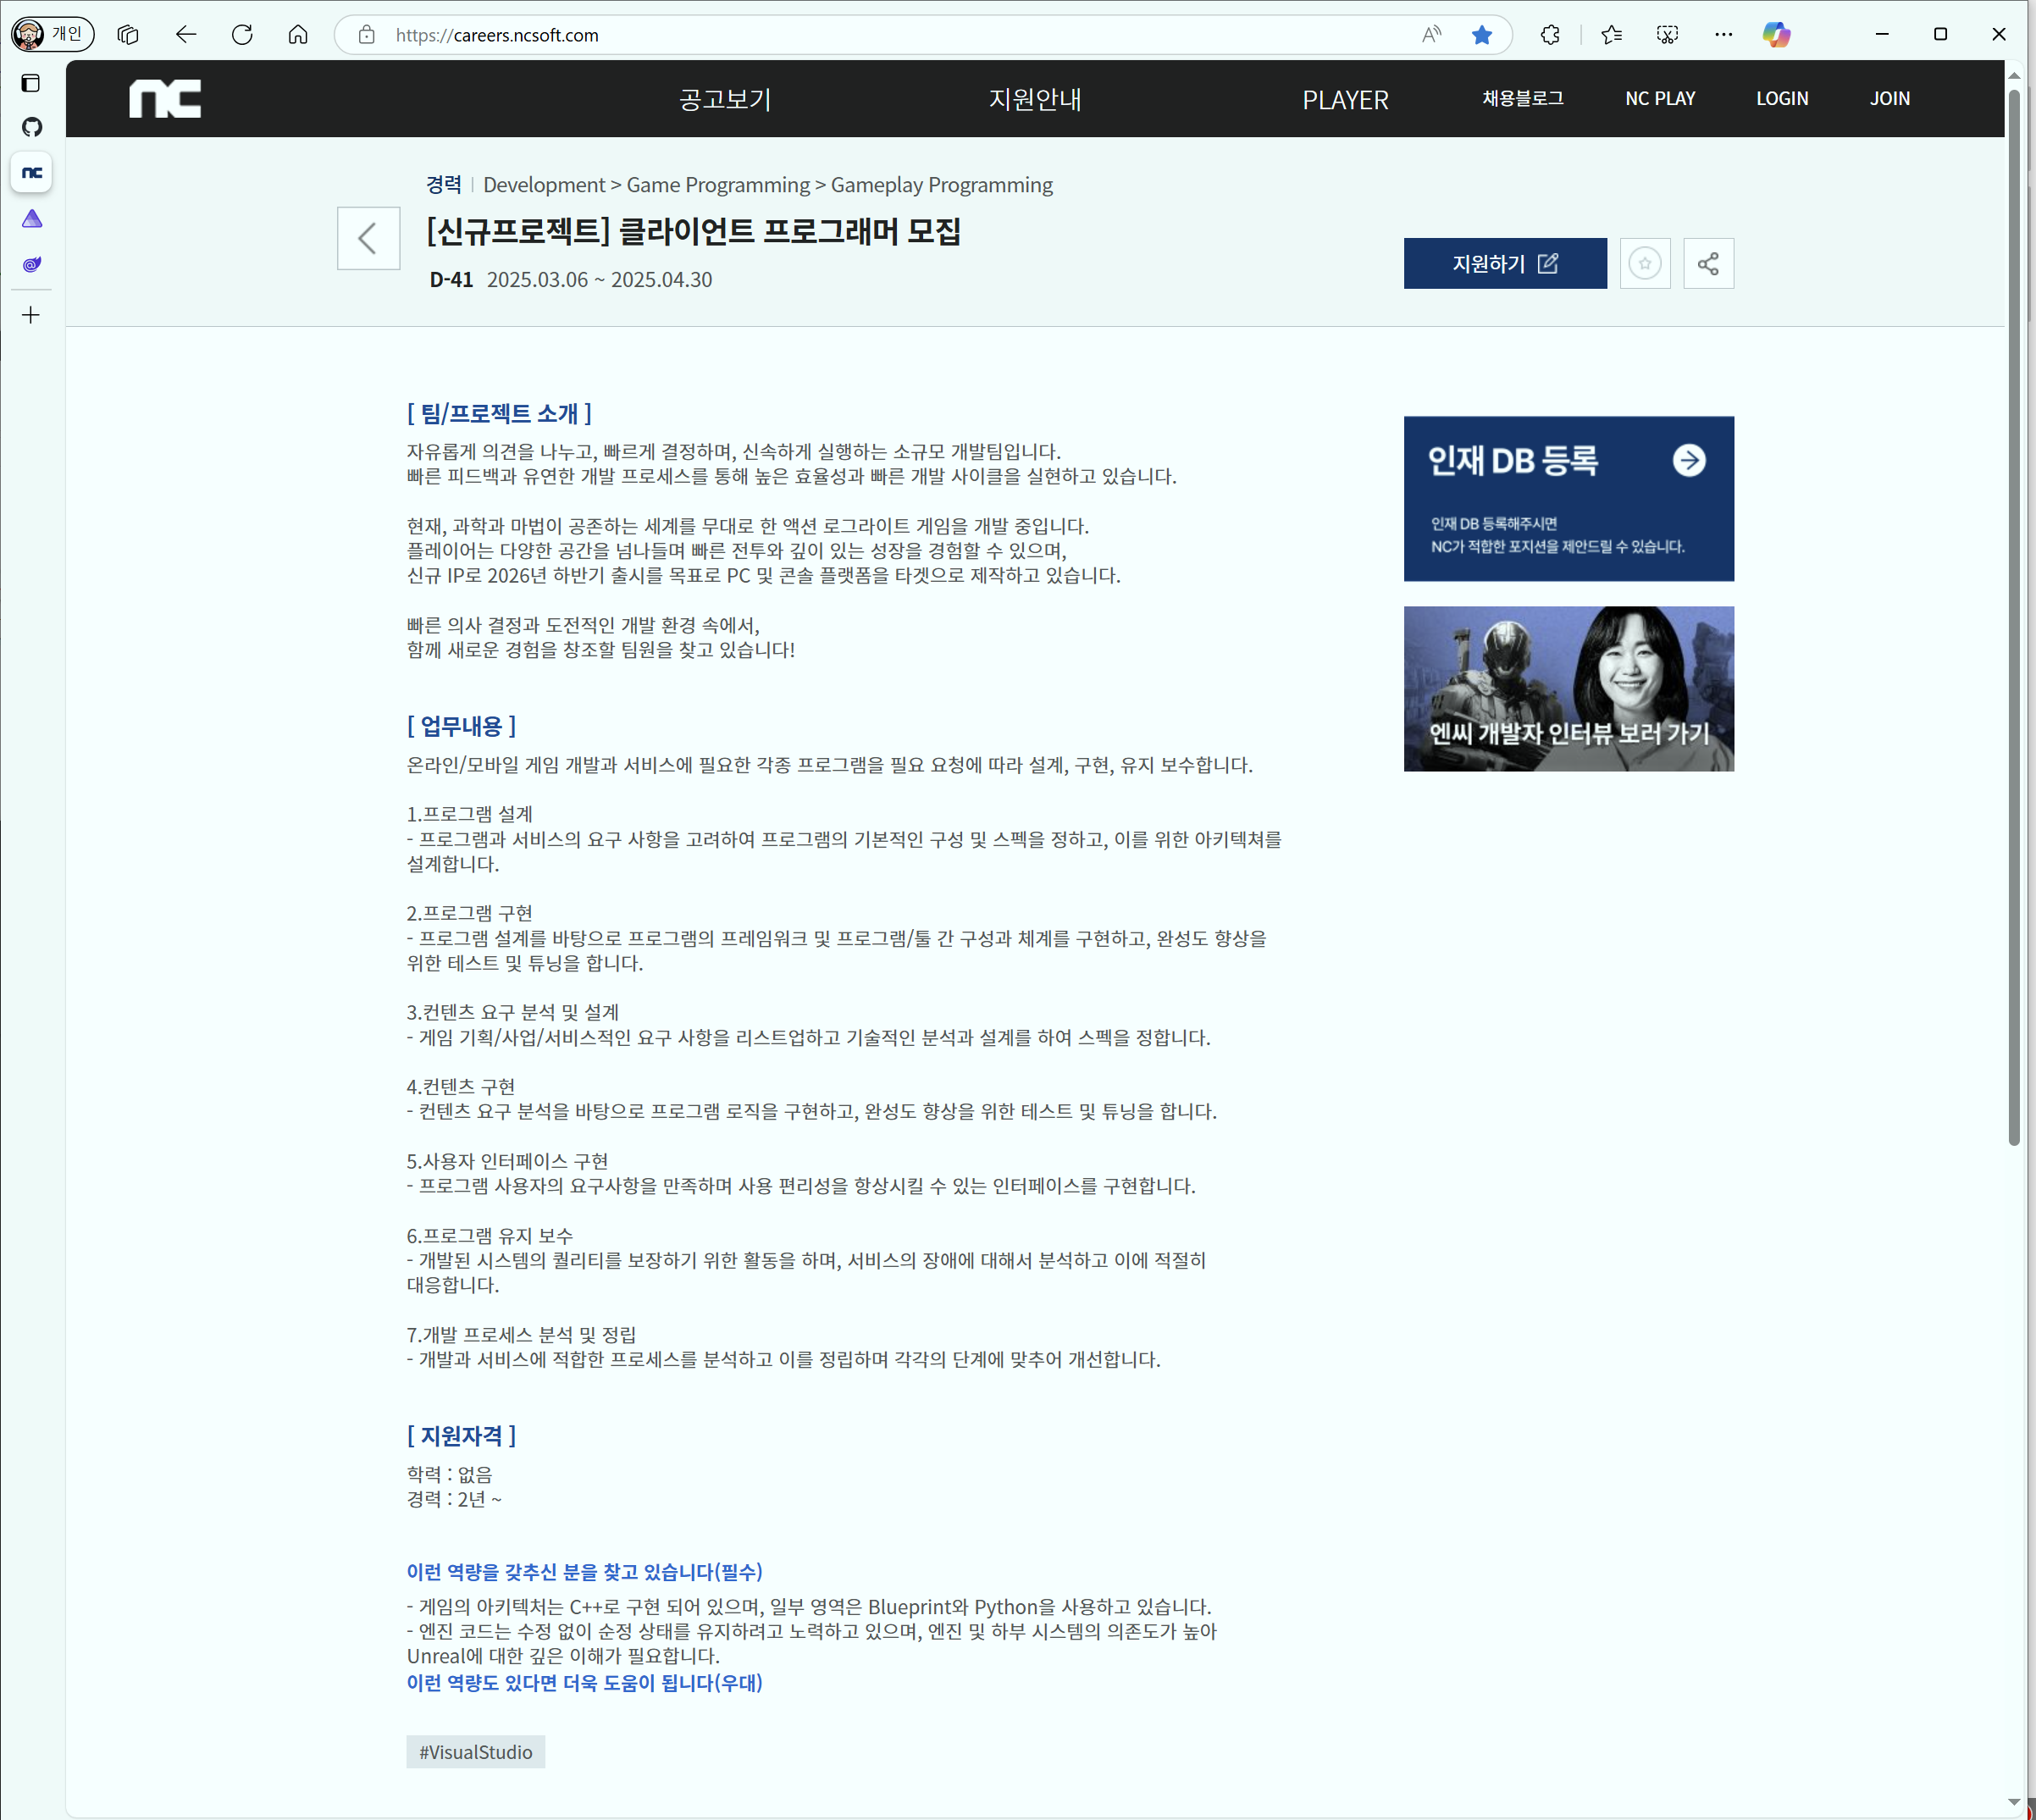 개인
https://careers.ncsoft.com
nc
공고보기
지원안내
PLAYER
채용블로그
NC PLAY
LOGIN
JOIN
nc
경력 | Development > Game Programming > Gameplay Programming
[신규프로젝트] 클라이언트 프로그래머 모집
D-41 2025.03.06 ~ 2025.04.30
지원하기
[ 팀/프로젝트 소개 ]
자유롭게 의견을 나누고, 빠르게 결정하며, 신속하게 실행하는 소규모 개발팀입니다.
빠른 피드백과 유연한 개발 프로세스를 통해 높은 효율성과 빠른 개발 사이클을 실현하고 있습니다.
현재, 과학과 마법이 공존하는 세계를 무대로 한 액션 로그라이트 게임을 개발 중입니다.
플레이어는 다양한 공간을 넘나들며 빠른 전투와 깊이 있는 성장을 경험할 수 있으며,
신규 IP로 2026년 하반기 출시를 목표로 PC 및 콘솔 플랫폼을 타겟으로 제작하고 있습니다.
빠른 의사 결정과 도전적인 개발 환경 속에서,
함께 새로운 경험을 창조할 팀원을 찾고 있습니다!
[ 업무내용 ]
온라인/모바일 게임 개발과 서비스에 필요한 각종 프로그램을 필요 요청에 따라 설계, 구현, 유지 보수합니다.
1.프로그램 설계
- 프로그램과 서비스의 요구 사항을 고려하여 프로그램의 기본적인 구성 및 스펙을 정하고, 이를 위한 아키텍쳐를
설계합니다.
2.프로그램 구현
- 프로그램 설계를 바탕으로 프로그램의 프레임워크 및 프로그램/툴 간 구성과 체계를 구현하고, 완성도 향상을
위한 테스트 및 튜닝을 합니다.
3.컨텐츠 요구 분석 및 설계
- 게임 기획/사업/서비스적인 요구 사항을 리스트업하고 기술적인 분석과 설계를 하여 스펙을 정합니다.
4.컨텐츠 구현
- 컨텐츠 요구 분석을 바탕으로 프로그램 로직을 구현하고, 완성도 향상을 위한 테스트 및 튜닝을 합니다.
5.사용자 인터페이스 구현
- 프로그램 사용자의 요구사항을 만족하며 사용 편리성을 향상시킬 수 있는 인터페이스를 구현합니다.
6.프로그램 유지 보수
- 개발된 시스템의 퀄리티를 보장하기 위한 활동을 하며, 서비스의 장애에 대해서 분석하고 이에 적절히
대응합니다.
7.개발 프로세스 분석 및 정립
- 개발과 서비스에 적합한 프로세스를 분석하고 이를 정립하며 각각의 단계에 맞추어 개선합니다.
[ 지원자격 ]
학력 : 없음
경력 : 2년 ~
이런 역량을 갖추신 분을 찾고 있습니다(필수)
- 게임의 아키텍처는 C++로 구현 되어 있으며, 일부 영역은 Blueprint와 Python을 사용하고 있습니다.
- 엔진 코드는 수정 없이 순정 상태를 유지하려고 노력하고 있으며, 엔진 및 하부 시스템의 의존도가 높아
Unreal에 대한 깊은 이해가 필요합니다.
이런 역량도 있다면 더욱 도움이 됩니다(우대)
#VisualStudio
인재 DB 등록
인재 DB 등록해주시면
NC가 적합한 포지션을 제안드릴 수 있습니다.
엔씨 개발자 인터뷰 보러 가기